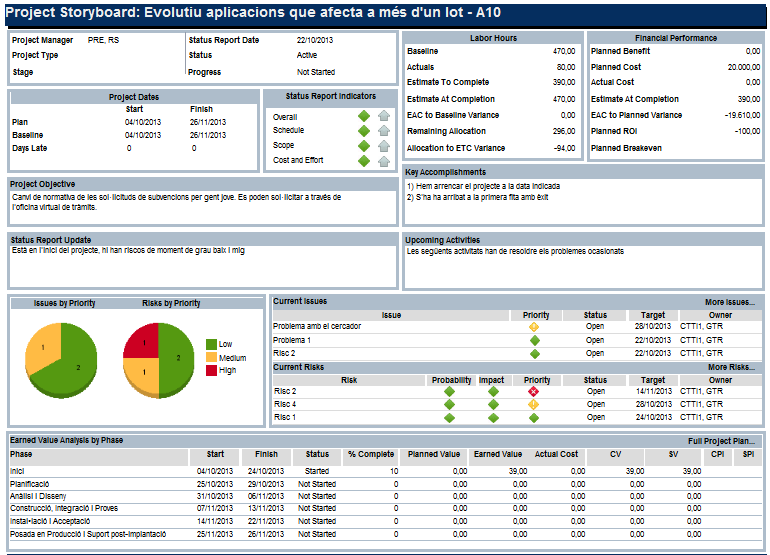 Project Storyboard: Evolutiu aplicacions que afecta a més d'un lot - A10
Project Manager PRE, RS Status Report Date 22/10/2013
Project Type Status Active
Stage Progress Not Started
Project Dates
Start Finish
Plan 04/10/2013 26/11/2013
Baseline 04/10/2013 26/11/2013
Days Late 0 0
Status Report Indicators
Overall
Schedule
Scope
Cost and Effort
Labor Hours
Baseline 470,00
Actuals 80,00
Estimate To Complete 390,00
Estimate At Completion 470,00
EAC to Baseline Variance 0,00
Remaining Allocation 296,00
Allocation to ETC Variance -94,00
Financial Performance
Planned Benefit 0,00
Planned Cost 20.000,00
Actual Cost 0,00
Estimate At Completion 390,00
EAC to Planned Variance -19.610,00
Planned ROI -100,00
Planned Breakeven
Project Objective
Canvi de normativa de les sol·licituds de subvencions per gent jove. Es poden sol·licitar a través de
l'oficina virtual de tràmits.
Key Accomplishments
1) Hem arrencar el projecte a la data indicada
2) S'ha ha arribat a la primera fita amb èxit
Status Report Update
Està en l'inici del projecte, hi han riscos de moment de grau baix i mig
Upcoming Activities
Les següents activitats han de resoldre els problemes ocasionats
Issues by Priority
1
2
Risks by Priority
1
2
1
Low
Medium
High
Current Issues More Issues...
Issue Priority Status Target Owner
Problema amb el cercador Open 28/10/2013 CTTI1, GTR
Problema 1 Open 22/10/2013 CTTI1, GTR
Risc 2 Open 22/10/2013 CTTI1, GTR
Current Risks More Risks...
Risk Probability Impact Priority Status Target Owner
Risc 2 Open 14/11/2013 CTTI1, GTR
Risc 4 Open 28/10/2013 CTTI1, GTR
Risc 1 Open 24/10/2013 CTTI1, GTR
Earned Value Analysis by Phase Full Project Plan...
Phase Start Finish Status % Complete Planned Value Earned Value Actual Cost CV SV CPI SPI
Inici 04/10/2013 24/10/2013 Started 10 0,00 39,00 0,00 39,00 39,00
Planificació 25/10/2013 29/10/2013 Not Started 0 0,00 0,00 0,00 0,00 0,00
Anàlisi i Disseny 31/10/2013 06/11/2013 Not Started 0 0,00 0,00 0,00 0,00 0,00
Construcció, Integració i Proves 07/11/2013 13/11/2013 Not Started 0 0,00 0,00 0,00 0,00 0,00
Instal·lació i Acceptació 14/11/2013 22/11/2013 Not Started 0 0,00 0,00 0,00 0,00 0,00
Posada en Producció i Suport post-implantació 25/11/2013 26/11/2013 Not Started 0 0,00 0,00 0,00 0,00 0,00